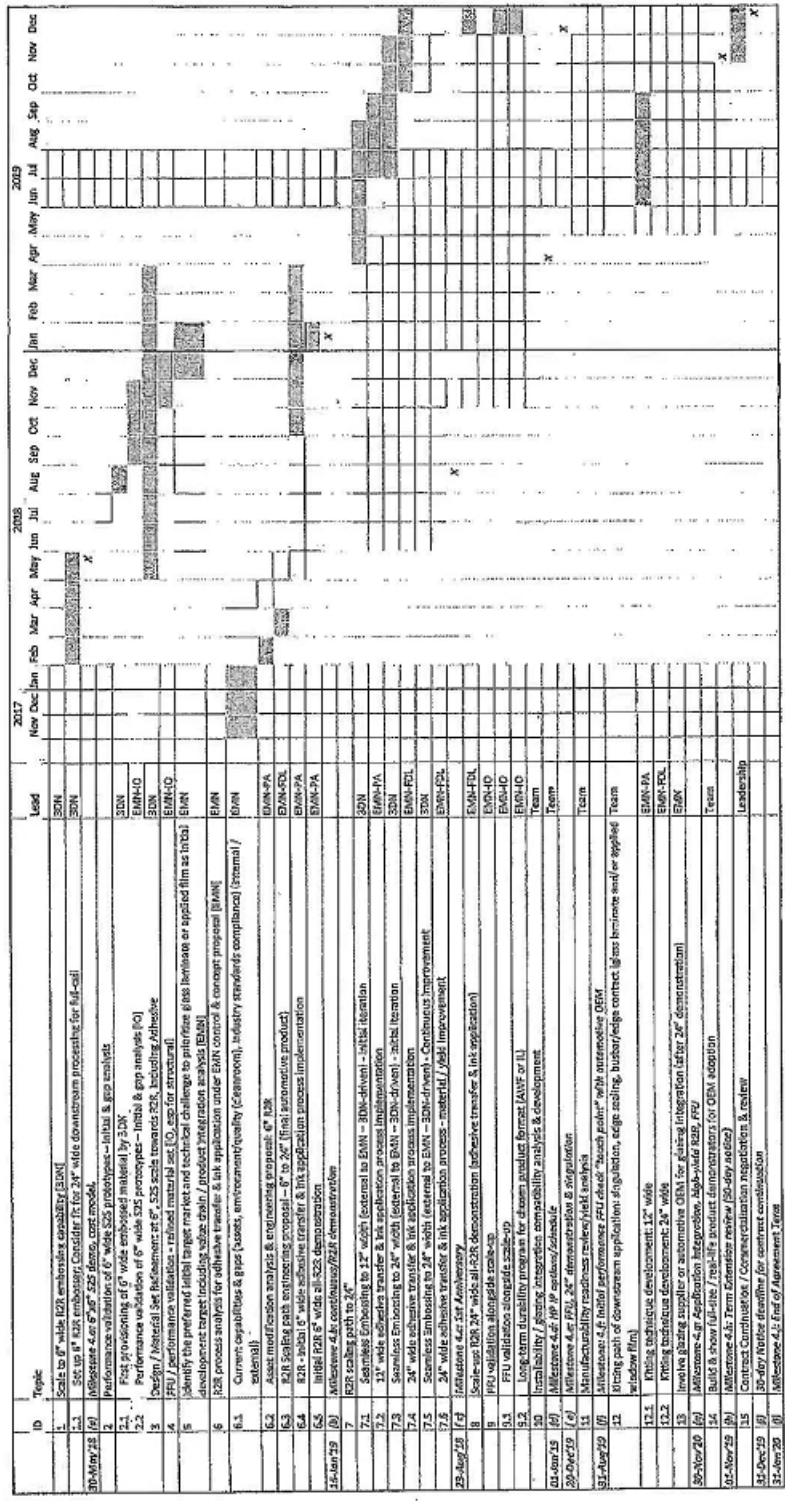 2017 2018 2019
ID Topic Lead Nov Dec Jan Feb Mar Apr May Jun Jul Aug Sep Oct Nov Dec Jan Feb Mar Apr May Jun Jul Aug Sep Oct Nov Dec
1 Scale to 6" wide R2R embossing capability [3DN] 3DN
1.1 Set up 6" R2R embosser; Consider fit for 24" wide downstream processing for full-roll 3DN
30-May'18 (a) Milestone 4.a: 6"x6" S2S demo, cost model, x
2 Performance validation of 6" wide S2S prototypes – Initial & gap analysis
2.1 First provisioning of 6" wide embossed material by 3DN 3DN
2.2 Performance validation of 6" wide S2S prototypes – Initial & gap analysis [IO] EMN-IO
3 Design / Material Set Refinement at 6", S2S scale towards R2R, Including Adhesive 3DN
4 FFU / performance validation - refined material set [IO, esp for structural] EMN-IO
5 Identify the preferred initial target market and technical challenge to prioritize glass laminate or applied film as initial EMN
development target including value chain / product integration analysis [EMN]
6 R2R process analysis for adhesive transfer & ink application under EMN control & concept proposal [EMN] EMN
6.1 Current capabilities & gaps (assets, environment/quality (cleanroom), industry standards compliance) (internal / EMN
external)
6.2 Asset modification analysis & engineering proposal: 6" R2R EMN-PA
6.3 R2R Scaling path engineering proposal – 6" to 24" (final automotive product) EMN-FDL
6.4 R2R - Initial 6" wide adhesive transfer & ink application process implementation EMN-PA
6.5 Initial R2R 6" wide all-R2R demonstration EMN-PA
15-Jan'19 (b) Milestone 4.b: continuous/R2R demonstration x
7 R2R scaling path to 24"
7.1 Seamless Embossing to 12" width (external to EMN – 3DN-driven) - Initial iteration 3DN
7.2 12" wide adhesive transfer & ink application process implementation EMN-PA
7.3 Seamless Embossing to 24" width (external to EMN – 3DN-driven) - Initial iteration 3DN
7.4 24" wide adhesive transfer & ink application process implementation EMN-FDL
7.5 Seamless Embossing to 24" width (external to EMN – 3DN-driven) - Continuous Improvement 3DN
7.6 24" wide adhesive transfer & ink application process - material / yield improvement EMN-FDL
23-Aug'18 (c) Milestone 4.c: 1st Anniversary x
8 Scale-up: R2R 24" wide all-R2R demonstration (adhesive transfer & ink application) EMN-FDL
9 FFU validation alongside scale-up EMN-IO
9.1 FFU validation alongside scale-up EMN-IO
9.2 Long-term durability program for chosen product format (AWF or IL) EMN-IO
10 Installability / glazing integration compatibility analysis & development Team
01-Jan'19 (d) Milestone 4.d: options/schedule Team x
20-Dec'19 (e) Milestone 4.e: FFU, 24" demonstration & singulation x
11 Manufacturability readiness review/yield analysis Team
31-Aug'19 (f) Milestone: 4.f: Initial performance FFU check "touch point" with automotive OEM
12 Kitting path of downstream application: singulation, edge sealing, busbar/edge contact (glass laminate and/or applied Team
window film)
12.1 Kitting technique development: 12" wide EMN-PA
12.2 Kitting technique development: 24" wide EMN-FDL
13 Involve glazing supplier or automotive OEM for glazing integration (after 24" demonstration) EMN
30-Nov'20 (g) Milestone 4.g: Application Integration, high-yield R2R, FFU
14 Build & show full-size / real-life product demonstrators for OEM adoption Team
01-Nov'19 (h) Milestone 4.h: Term Extension review (90-day notice) x
15 Contract Continuation / Commercialization negotiation & review Leadership
31-Dec'19 (i) 30-day Notice deadline for contract continuation x
31-Jan'20 (j) Milestone 4.j: End of Agreement Term